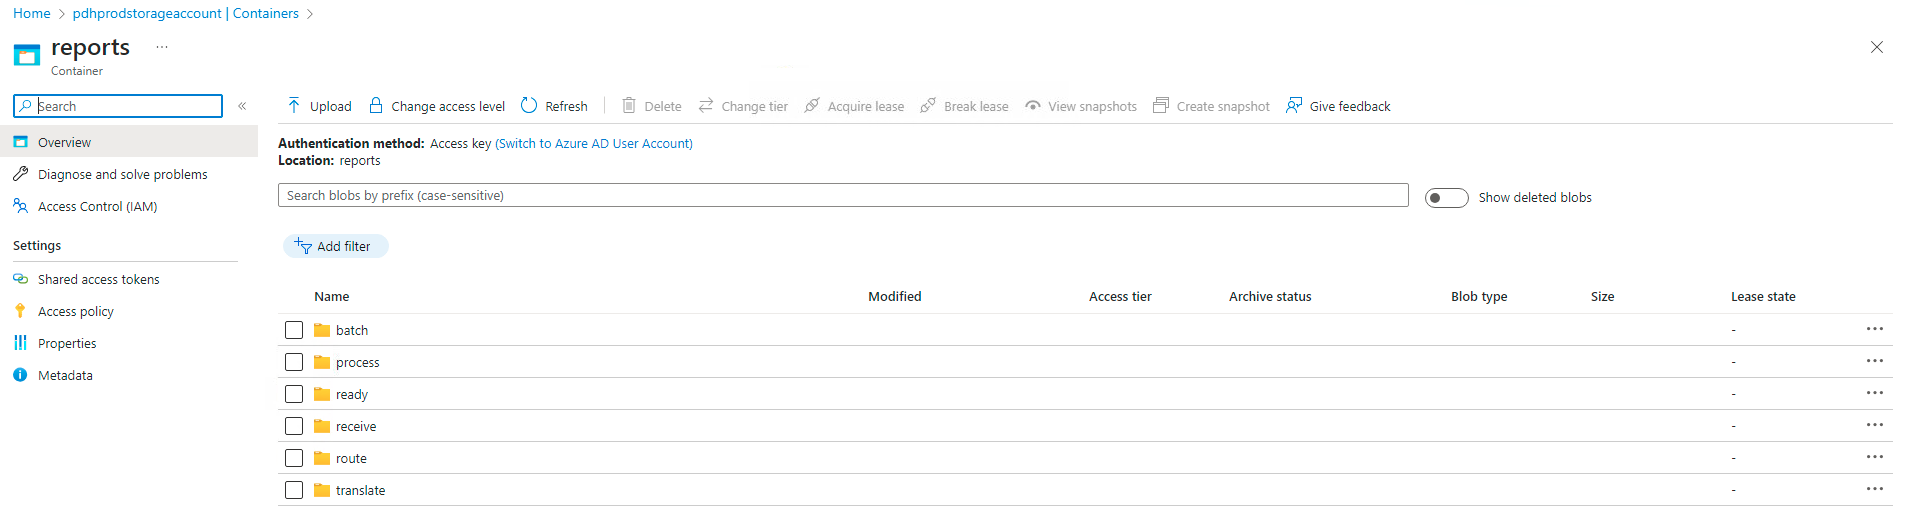 Home > pdhprodstorageaccount | Containers >
reports ...
Container
Search «
Upload Change access level Refresh Delete Change tier Acquire lease Break lease View snapshots Create snapshot Give feedback
Overview
Diagnose and solve problems
Access Control (IAM)
Settings
Shared access tokens
Access policy
Properties
Metadata
Authentication method: Access key (Switch to Azure AD User Account)
Location: reports
Search blobs by prefix (case-sensitive) Show deleted blobs
Add filter
Name Modified Access tier Archive status Blob type Size Lease state
batch - ...
process - ...
ready - ...
receive - ...
route - ...
translate - ...